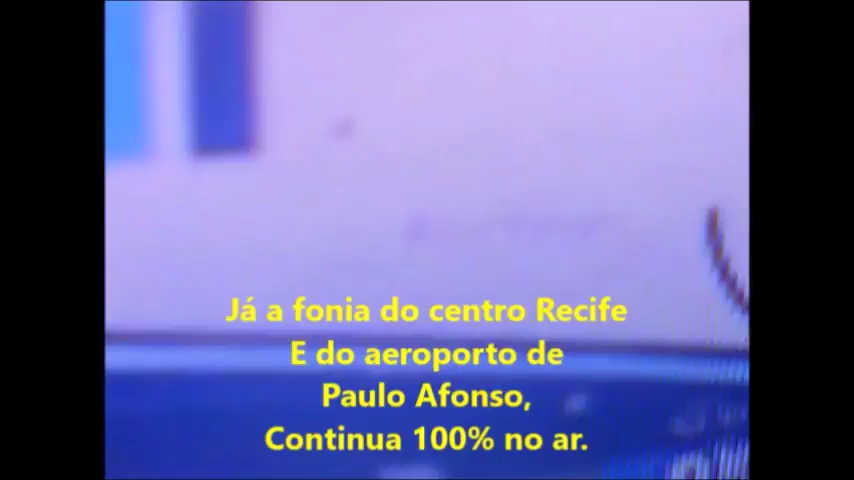 Já a fonia do centro Recife
E do aeroporto de
Paulo Afonso,
Continua 100% no ar.